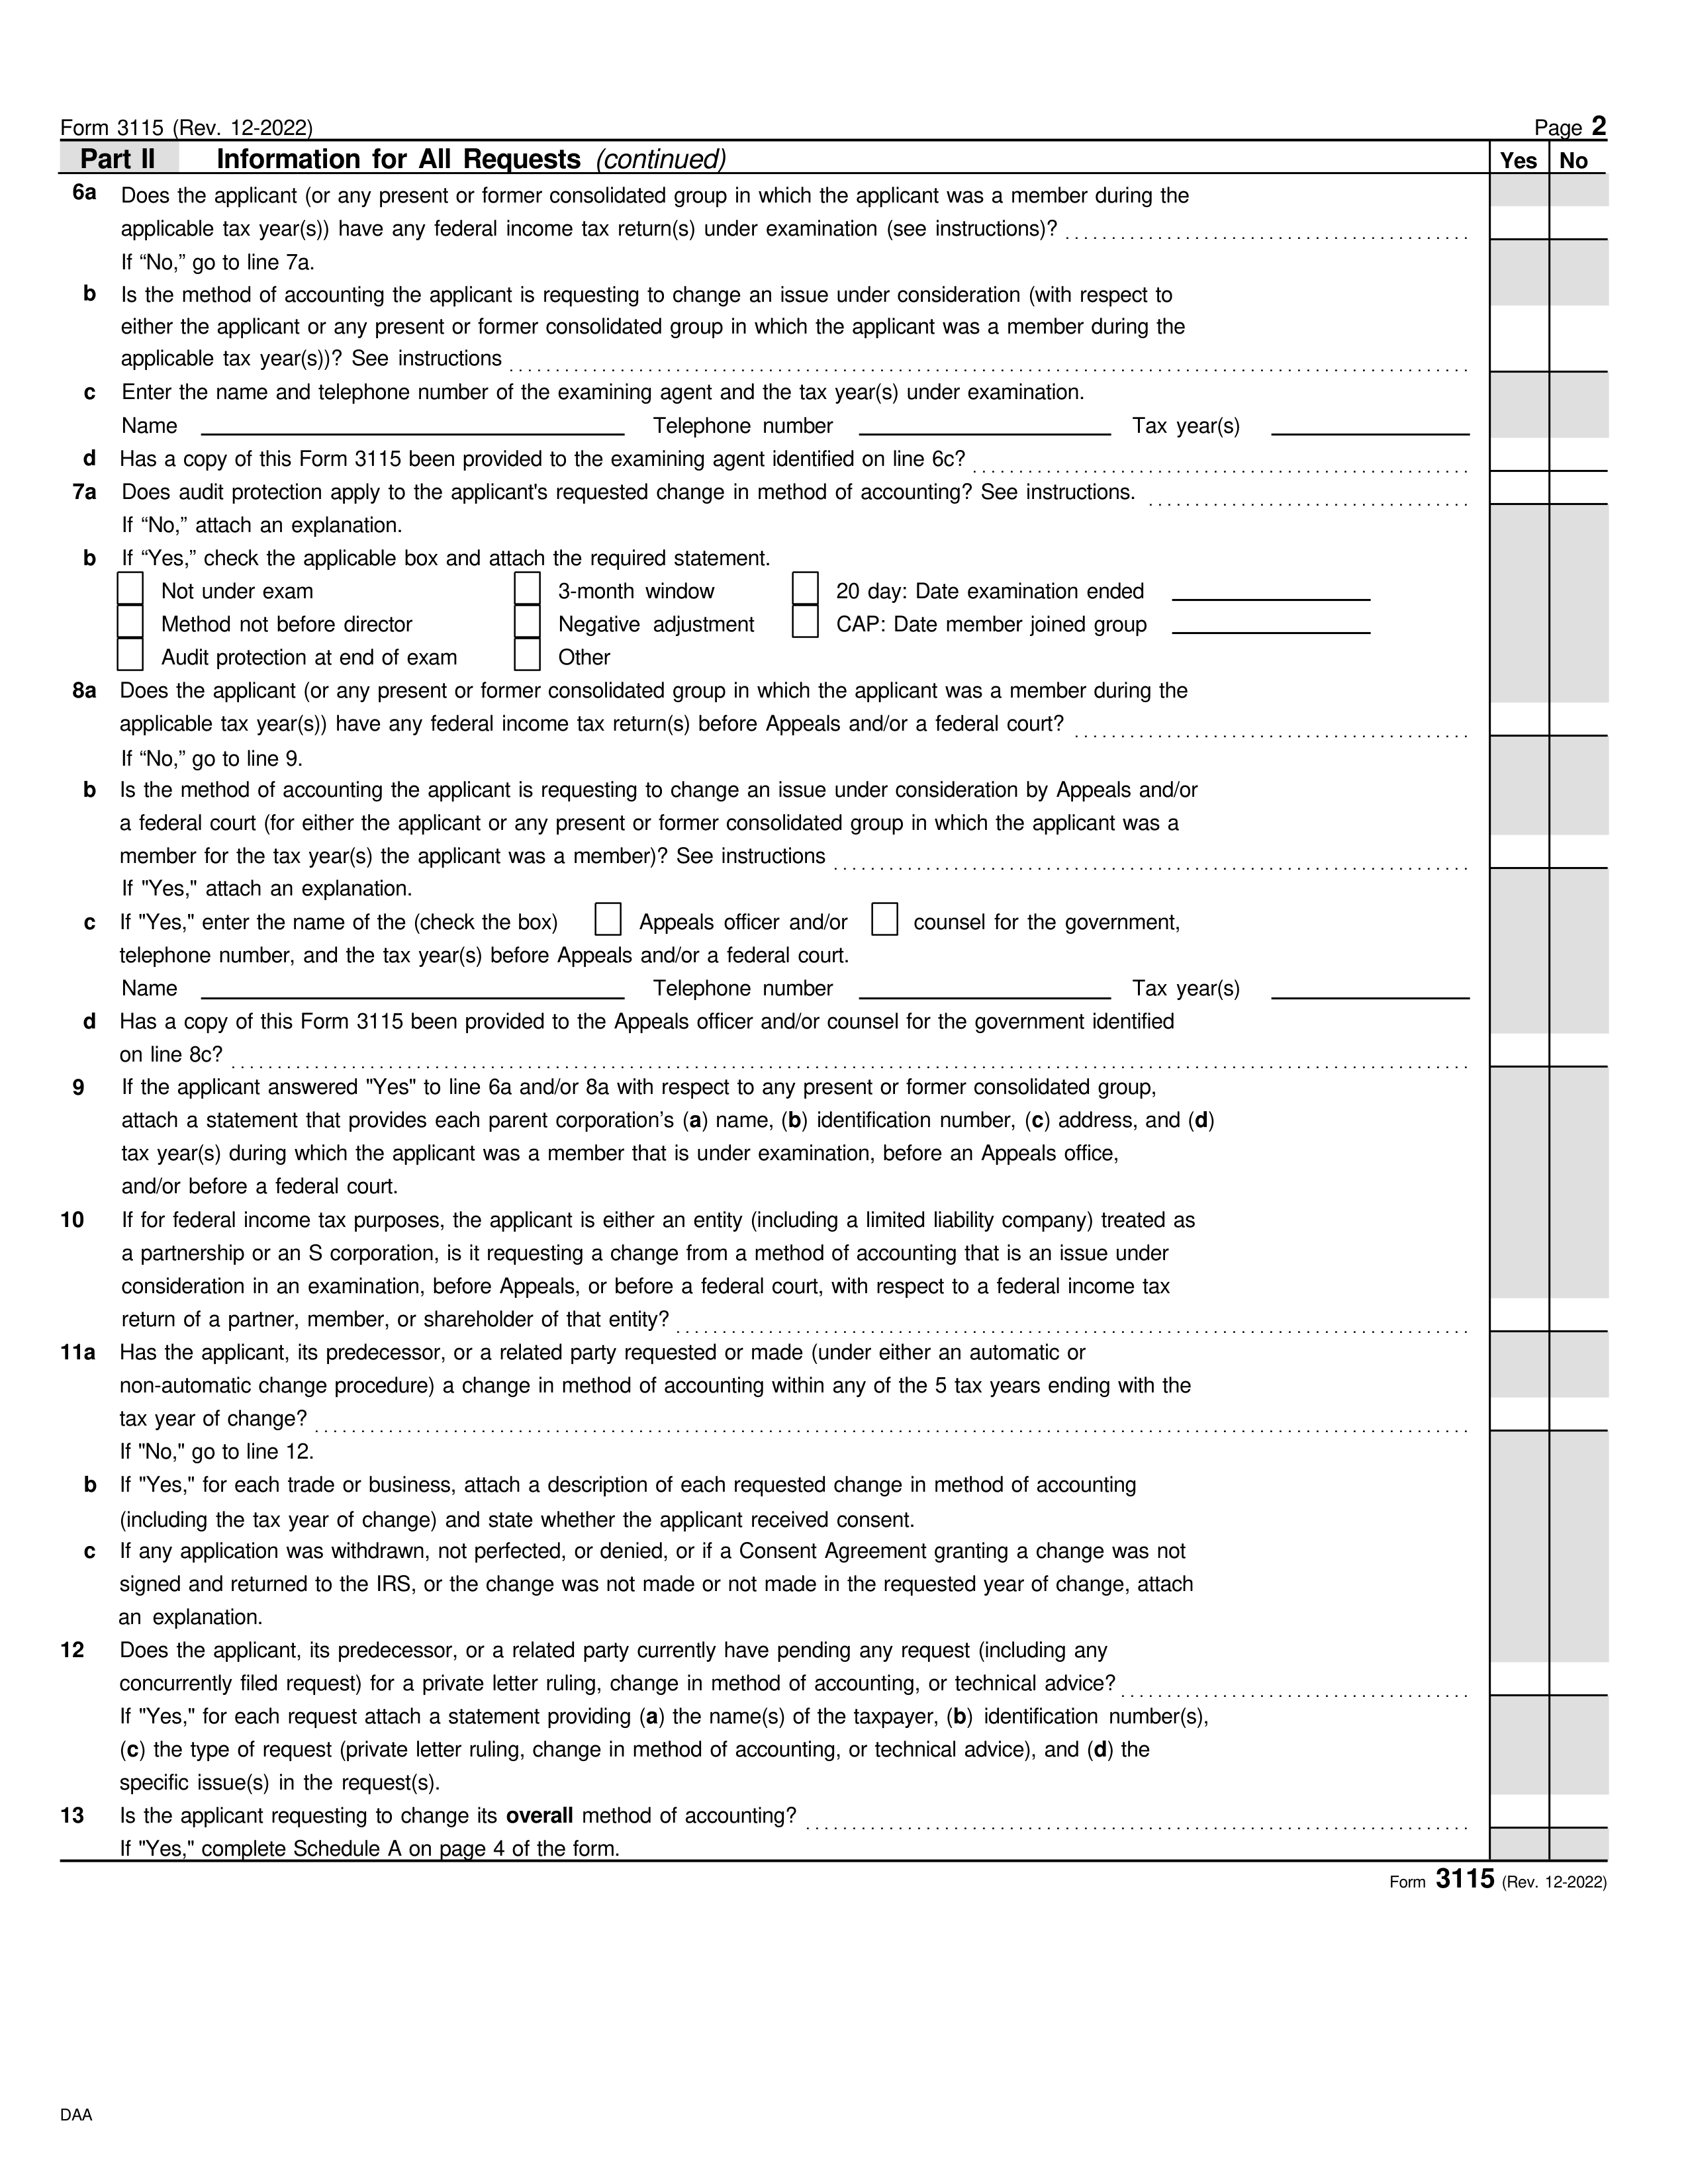 Form 3115 (Rev. 12-2022) Page 2
Part II Information for All Requests (continued) Yes No
6a Does the applicant (or any present or former consolidated group in which the applicant was a member during the
applicable tax year(s)) have any federal income tax return(s) under examination (see instructions)?
If “No,” go to line 7a.
b Is the method of accounting the applicant is requesting to change an issue under consideration (with respect to
either the applicant or any present or former consolidated group in which the applicant was a member during the
applicable tax year(s))? See instructions
c Enter the name and telephone number of the examining agent and the tax year(s) under examination.
Name Telephone number Tax year(s)
d Has a copy of this Form 3115 been provided to the examining agent identified on line 6c?
7a Does audit protection apply to the applicant's requested change in method of accounting? See instructions.
If “No,” attach an explanation.
b If “Yes,” check the applicable box and attach the required statement.
Not under exam 3-month window 20 day: Date examination ended
Method not before director Negative adjustment CAP: Date member joined group
Audit protection at end of exam Other
8a Does the applicant (or any present or former consolidated group in which the applicant was a member during the
applicable tax year(s)) have any federal income tax return(s) before Appeals and/or a federal court?
If “No,” go to line 9.
b Is the method of accounting the applicant is requesting to change an issue under consideration by Appeals and/or
a federal court (for either the applicant or any present or former consolidated group in which the applicant was a
member for the tax year(s) the applicant was a member)? See instructions
If "Yes," attach an explanation.
c If "Yes," enter the name of the (check the box) Appeals officer and/or counsel for the government,
telephone number, and the tax year(s) before Appeals and/or a federal court.
Name Telephone number Tax year(s)
d Has a copy of this Form 3115 been provided to the Appeals officer and/or counsel for the government identified
on line 8c?
9 If the applicant answered "Yes" to line 6a and/or 8a with respect to any present or former consolidated group,
attach a statement that provides each parent corporation’s (a) name, (b) identification number, (c) address, and (d)
tax year(s) during which the applicant was a member that is under examination, before an Appeals office,
and/or before a federal court.
10 If for federal income tax purposes, the applicant is either an entity (including a limited liability company) treated as
a partnership or an S corporation, is it requesting a change from a method of accounting that is an issue under
consideration in an examination, before Appeals, or before a federal court, with respect to a federal income tax
return of a partner, member, or shareholder of that entity?
11a Has the applicant, its predecessor, or a related party requested or made (under either an automatic or
non-automatic change procedure) a change in method of accounting within any of the 5 tax years ending with the
tax year of change?
If "No," go to line 12.
b If "Yes," for each trade or business, attach a description of each requested change in method of accounting
(including the tax year of change) and state whether the applicant received consent.
c If any application was withdrawn, not perfected, or denied, or if a Consent Agreement granting a change was not
signed and returned to the IRS, or the change was not made or not made in the requested year of change, attach
an explanation.
12 Does the applicant, its predecessor, or a related party currently have pending any request (including any
concurrently filed request) for a private letter ruling, change in method of accounting, or technical advice?
If "Yes," for each request attach a statement providing (a) the name(s) of the taxpayer, (b) identification number(s),
(c) the type of request (private letter ruling, change in method of accounting, or technical advice), and (d) the
specific issue(s) in the request(s).
13 Is the applicant requesting to change its overall method of accounting?
If "Yes," complete Schedule A on page 4 of the form.
Form 3115 (Rev. 12-2022)
DAA